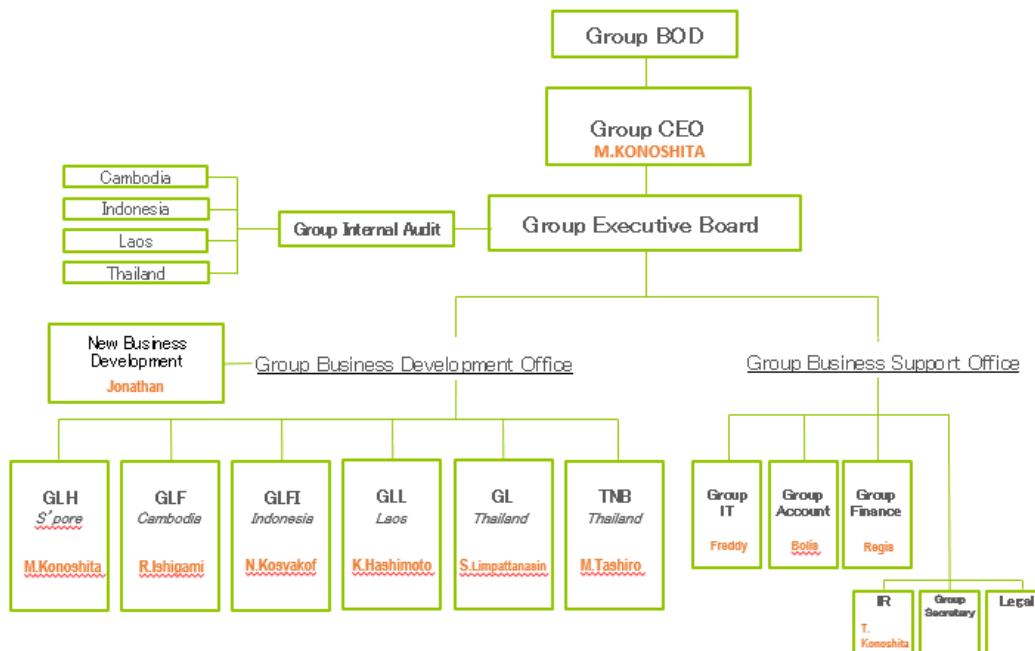 Group BOD
Group CEO
M.KONOSHITA
Cambodia
Indonesia
Laos
Thailand
Group Internal Audit
Group Executive Board
New Business
Development
Jonathan
Group Business Development Office
Group Business Support Office
GLH
S'pore
M.Konoshita
GLF
Cambodia
R.Ishigami
GLFI
Indonesia
N.Kosvakof
GLL
Laos
K.Hashimoto
GL
Thailand
S.Limpattanasin
TNB
Thailand
M.Tashiro
Group
IT
Freddy
Group
Account
Bolis
Group
Finance
Regis
IR
T.
Konoshita
Group
Secretary
Legal